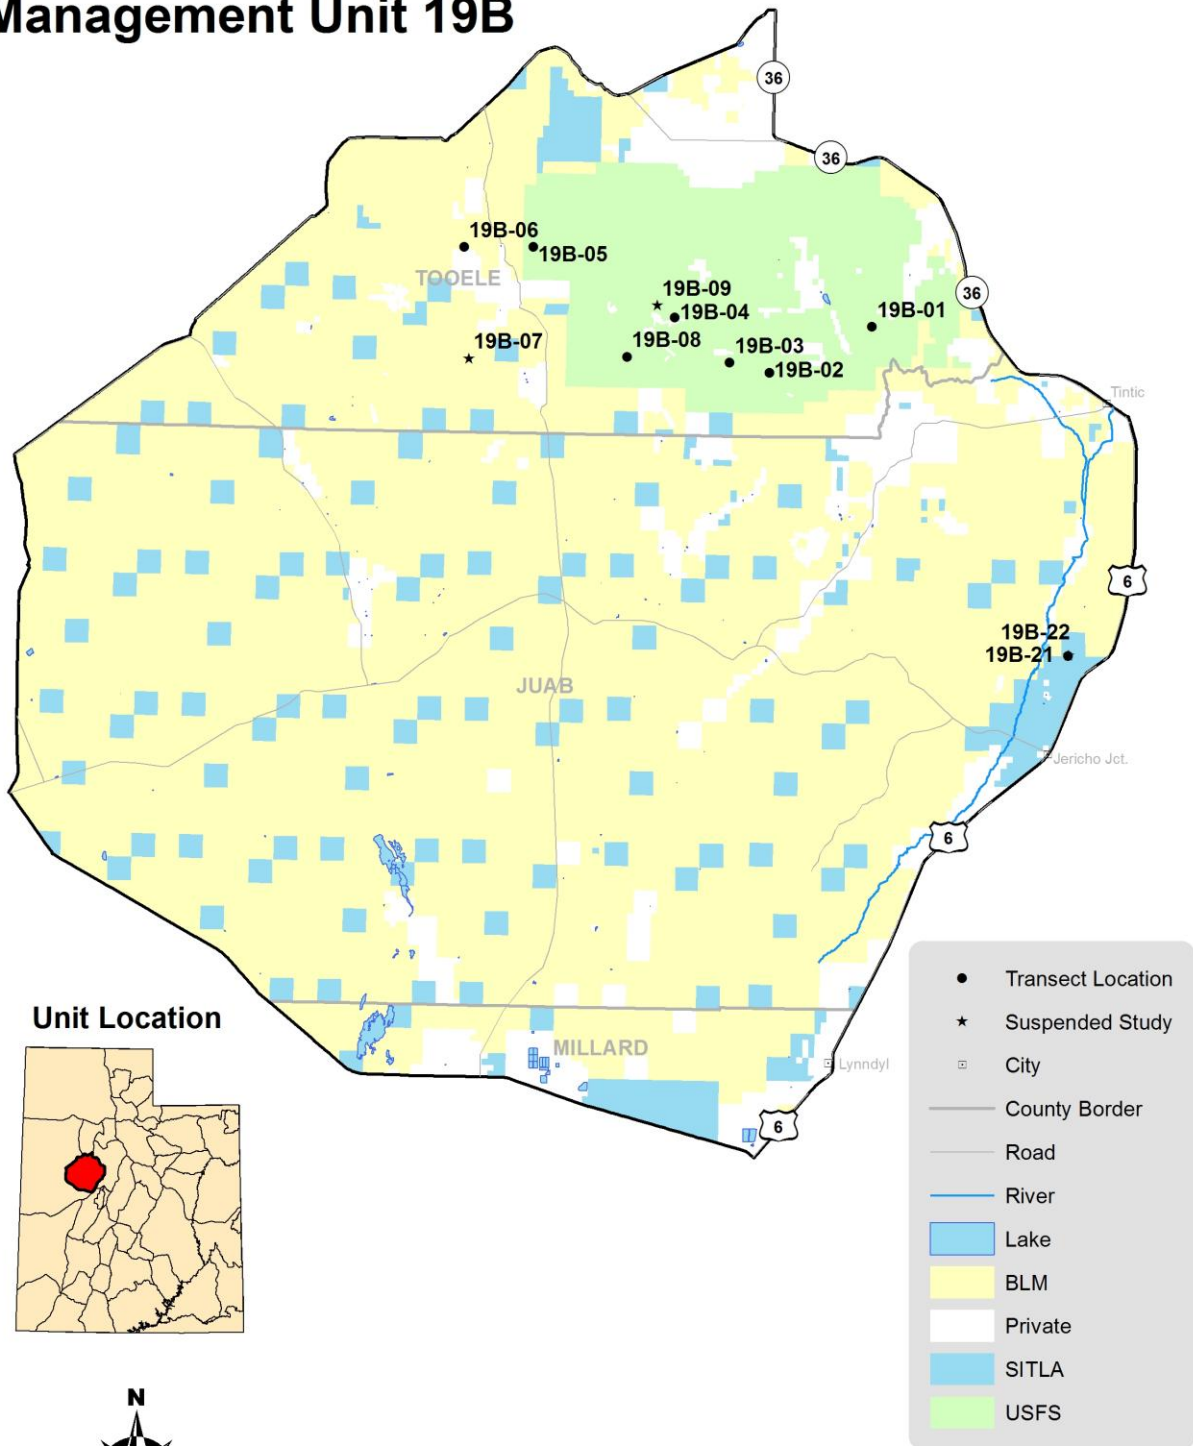 Management Unit 19B
36
36
19B-06
19B-05
TOOELE
36
19B-09
19B-04
19B-01
19B-07
19B-08
19B-03
19B-02
Tintic
6
19B-22
19B-21
JUAB
Jericho Jct.
6
Transect Location
Suspended Study
Unit Location
MILLARD
Lynndyl
City
County Border
6
Road
River
Lake
BLM
Private
SITLA
USFS
N